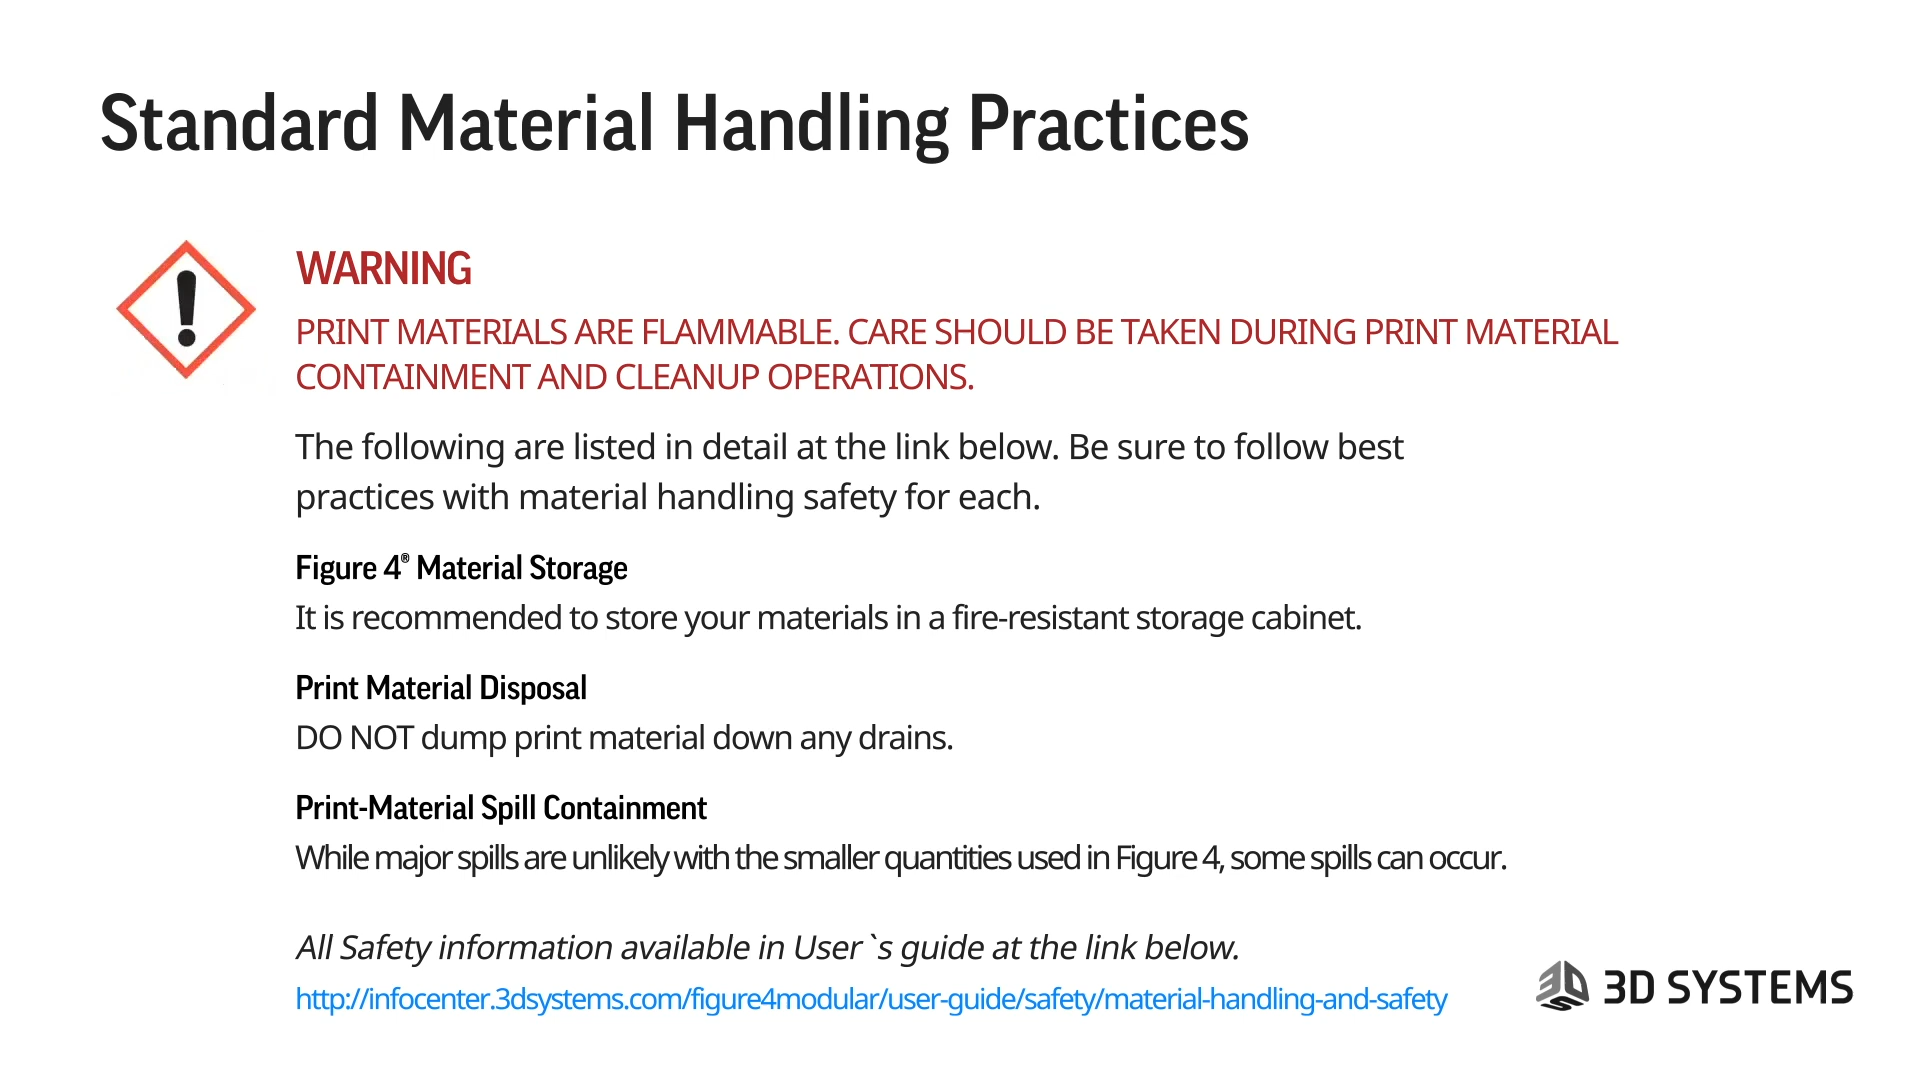 Standard Material Handling Practices
WARNING
PRINT MATERIALS ARE FLAMMABLE. CARE SHOULD BE TAKEN DURING PRINT MATERIAL
CONTAINMENT AND CLEANUP OPERATIONS.
The following are listed in detail at the link below. Be sure to follow best
practices with material handling safety for each.
Figure 4® Material Storage
It is recommended to store your materials in a fire-resistant storage cabinet.
Print Material Disposal
DO NOT dump print material down any drains.
Print-Material Spill Containment
While major spills are unlikely with the smaller quantities used in Figure 4, some spills can occur.
All Safety information available in User`s guide at the link below.
http://infocenter.3dsystems.com/figure4modular/user-guide/safety/material-handling-and-safety
3D SYSTEMS